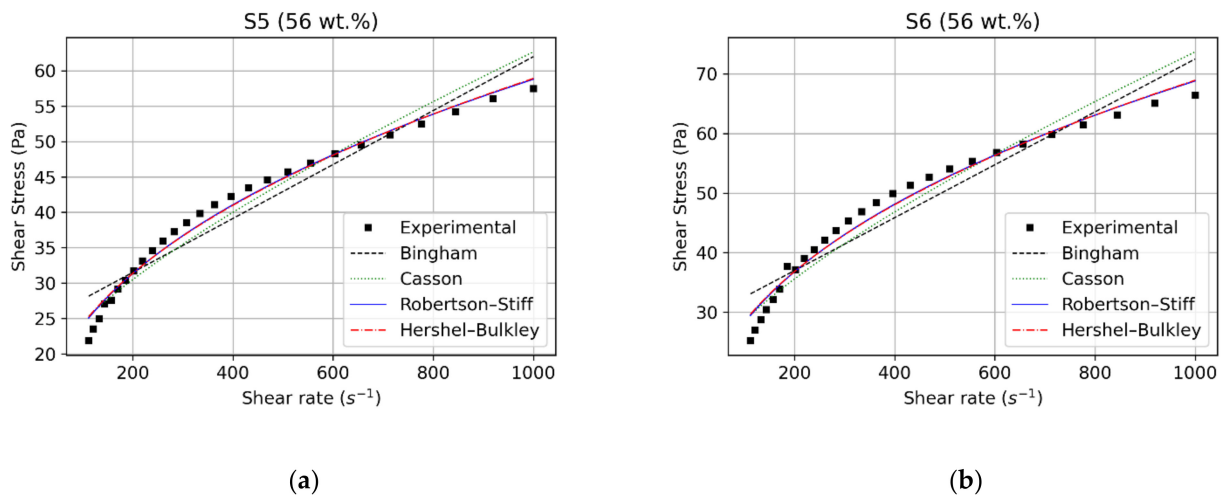 S5 (56 wt.%)
60
55
50
45
40
35
30
25
20
Shear Stress (Pa)
Experimental
Bingham
Casson
Robertson–Stiff
Hershel–Bulkley
200 400 600 800 1000
Shear rate (s⁻¹)
(a)
S6 (56 wt.%)
70
60
50
40
30
Shear Stress (Pa)
Experimental
Bingham
Casson
Robertson–Stiff
Hershel–Bulkley
200 400 600 800 1000
Shear rate (s⁻¹)
(b)